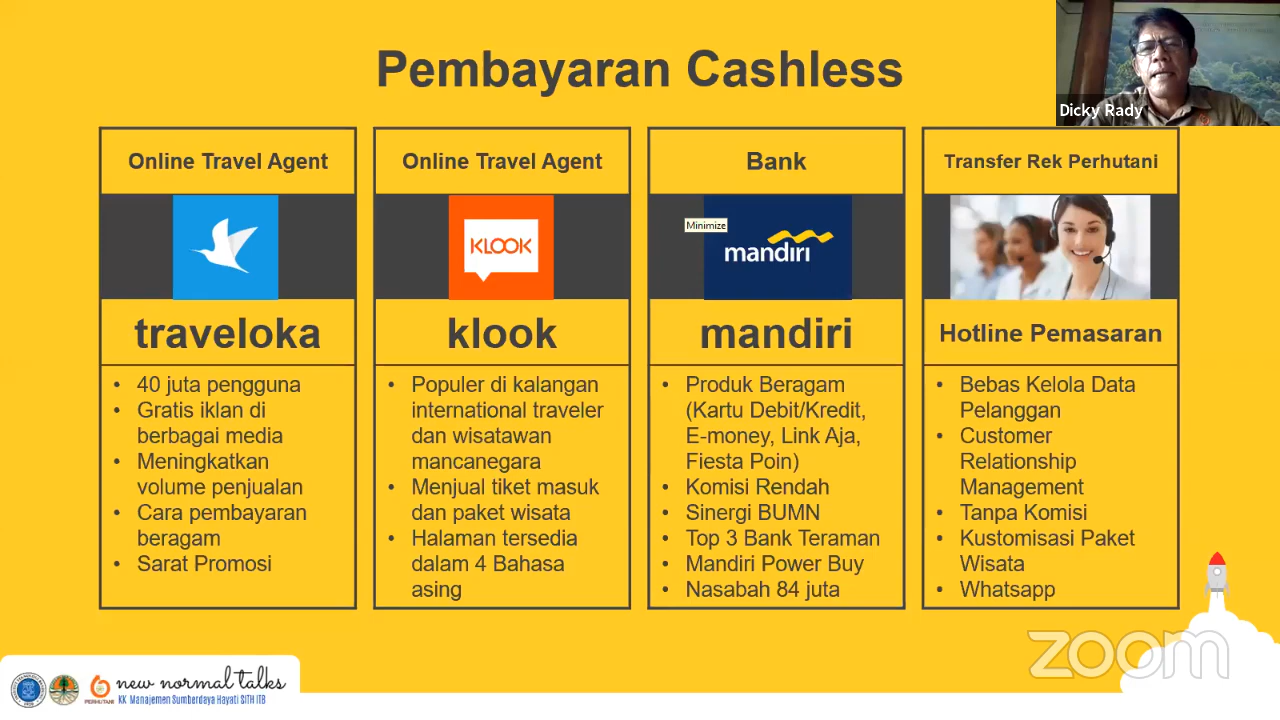 Pembayaran Cashless
Dicky Rady
Online Travel Agent
traveloka
• 40 juta pengguna
• Gratis iklan di
berbagai media
• Meningkatkan
volume penjualan
• Cara pembayaran
beragam
• Sarat Promosi
Online Travel Agent
KLOOK
klook
• Populer di kalangan
international traveler
dan wisatawan
mancanegara
• Menjual tiket masuk
dan paket wisata
• Halaman tersedia
dalam 4 Bahasa
asing
Bank
Minimize
mandiri
mandiri
• Produk Beragam
(Kartu Debit/Kredit,
E-money, Link Aja,
Fiesta Poin)
• Komisi Rendah
• Sinergi BUMN
• Top 3 Bank Teraman
• Mandiri Power Buy
• Nasabah 84 juta
Transfer Rek Perhutani
Hotline Pemasaran
• Bebas Kelola Data
Pelanggan
• Customer
Relationship
Management
• Tanpa Komisi
• Kustomisasi Paket
Wisata
• Whatsapp
zoom
PERHUTANI
new normal talks
KK Manajemen Sumberdaya Hayati SITH ITB